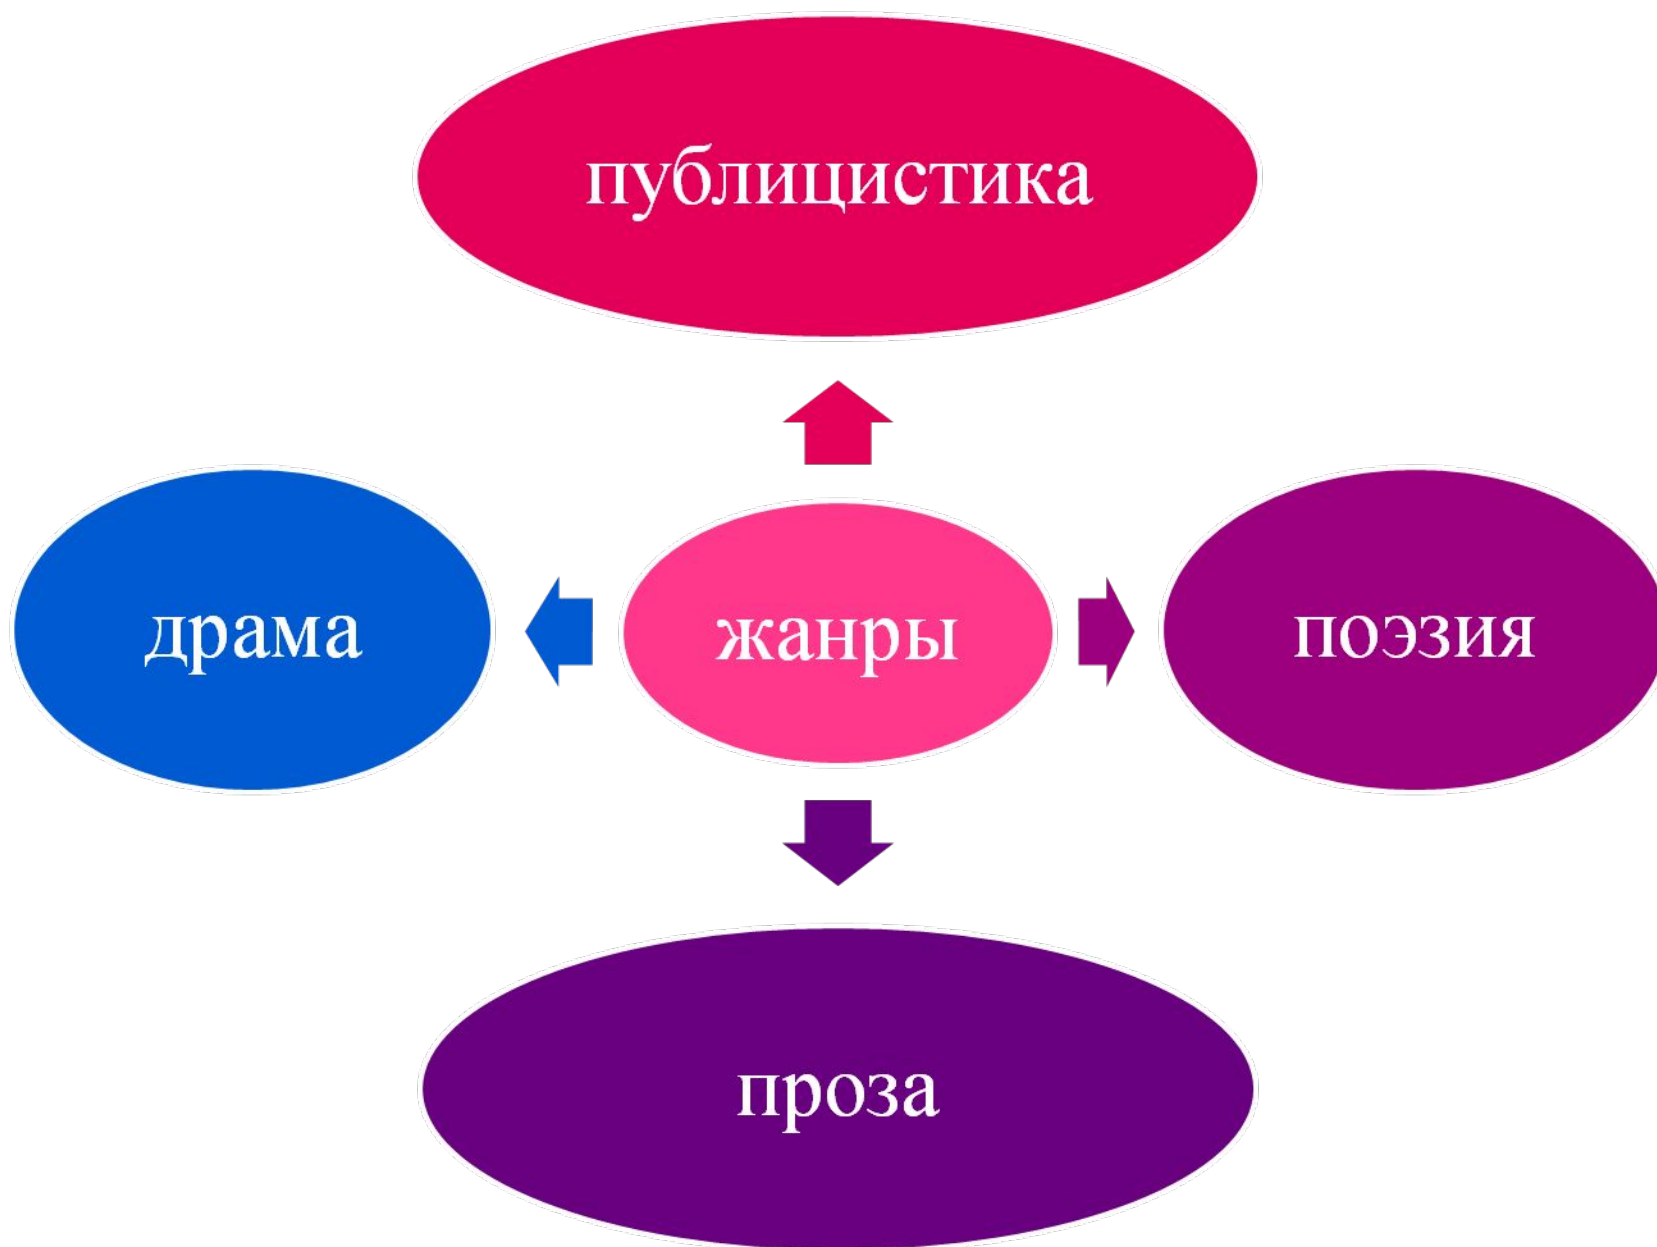 публицистика
драма
жанры
поэзия
проза